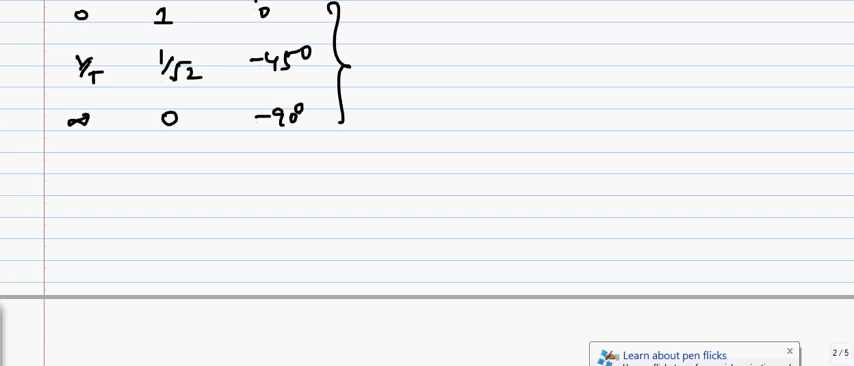 0 1 0
1/T 1/√2 -45°
∞ 0 -90°
Learn about pen flicks
2 / 5